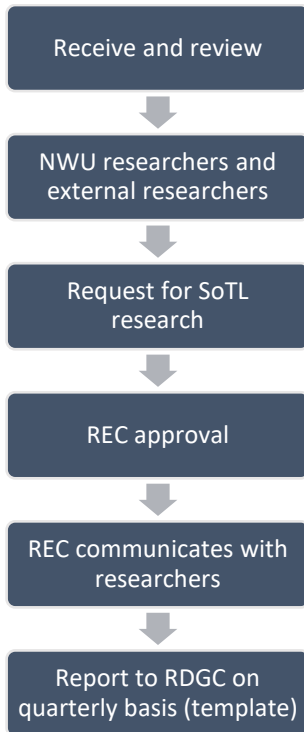 Receive and review
NWU researchers and
external researchers
Request for SoTL
research
REC approval
REC communicates with
researchers
Report to RDGC on
quarterly basis (template)